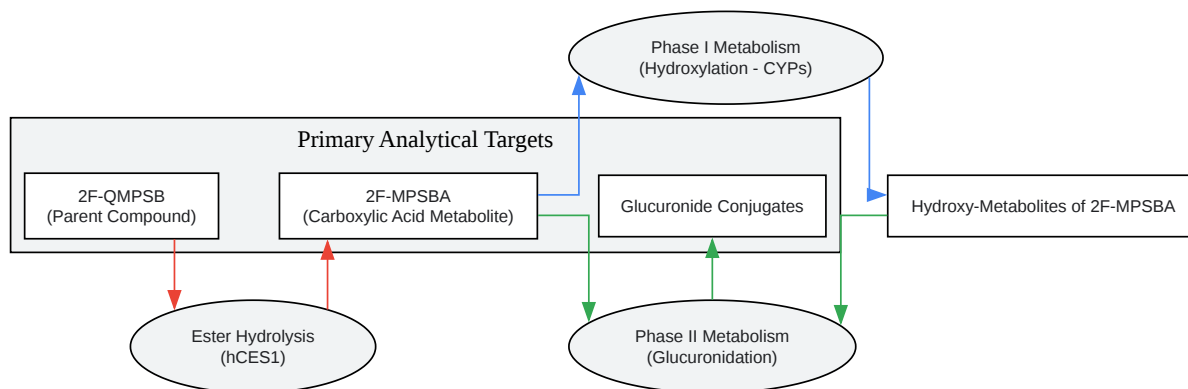 Phase I Metabolism
(Hydroxylation - CYPs)
Primary Analytical Targets
2F-QMPSB
(Parent Compound)
2F-MPSBA
(Carboxylic Acid Metabolite)
Glucuronide Conjugates
Hydroxy-Metabolites of 2F-MPSBA
Ester Hydrolysis
(hCES1)
Phase II Metabolism
(Glucuronidation)